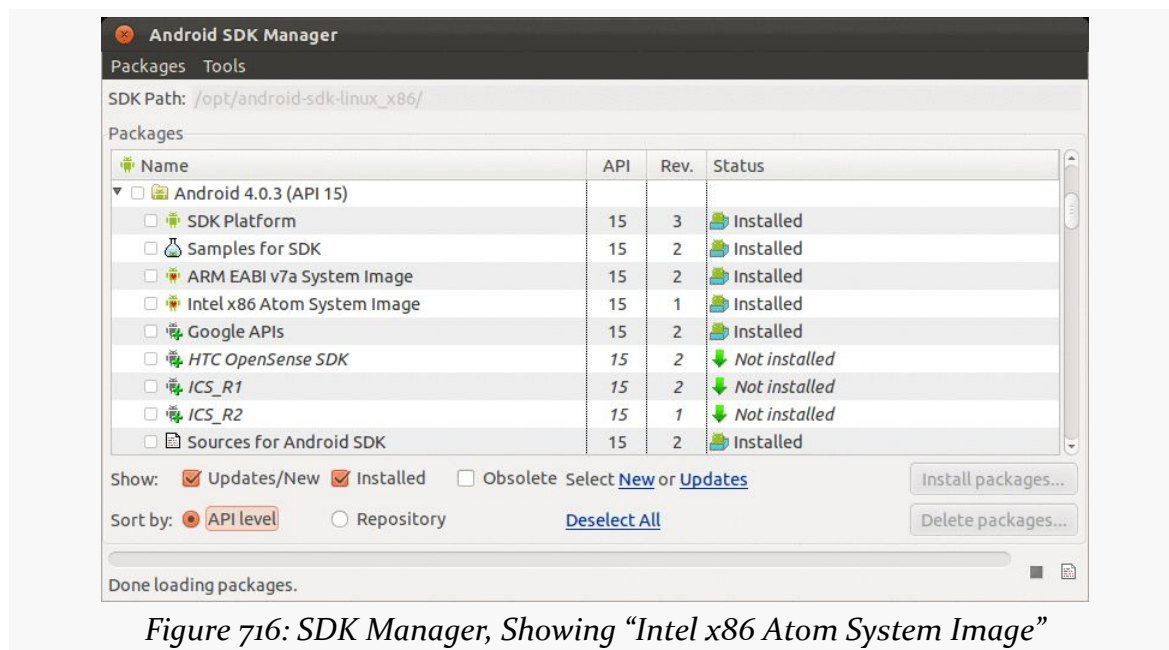 Android SDK Manager
Packages Tools
SDK Path: /opt/android-sdk-linux_x86/
Packages
Name API Rev. Status
Android 4.0.3 (API 15)
SDK Platform 15 3 Installed
Samples for SDK 15 2 Installed
ARM EABI v7a System Image 15 2 Installed
Intel x86 Atom System Image 15 1 Installed
Google APIs 15 2 Installed
HTC OpenSense SDK 15 2 Not installed
ICS_R1 15 2 Not installed
ICS_R2 15 1 Not installed
Sources for Android SDK 15 2 Installed
Show: Updates/New Installed Obsolete Select New or Updates Install packages...
Sort by: API level Repository Deselect All Delete packages...
Done loading packages.
Figure 716: SDK Manager, Showing “Intel x86 Atom System Image”